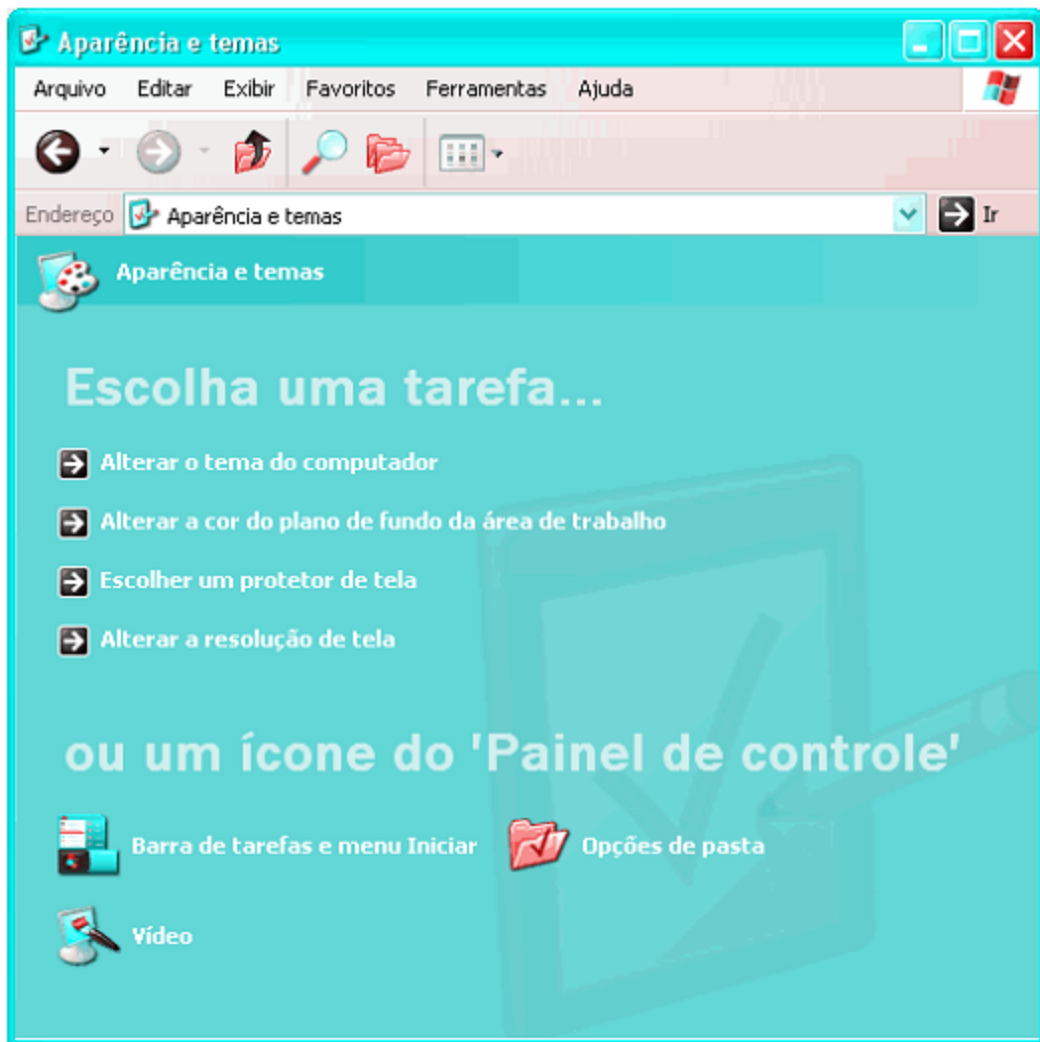 Aparência e temas
Arquivo Editar Exibir Favoritos Ferramentas Ajuda
Endereço Aparência e temas Ir
Aparência e temas
Escolha uma tarefa...
Alterar o tema do computador
Alterar a cor do plano de fundo da área de trabalho
Escolher um protetor de tela
Alterar a resolução de tela
ou um ícone do 'Painel de controle'
Barra de tarefas e menu Iniciar Opções de pasta
Vídeo